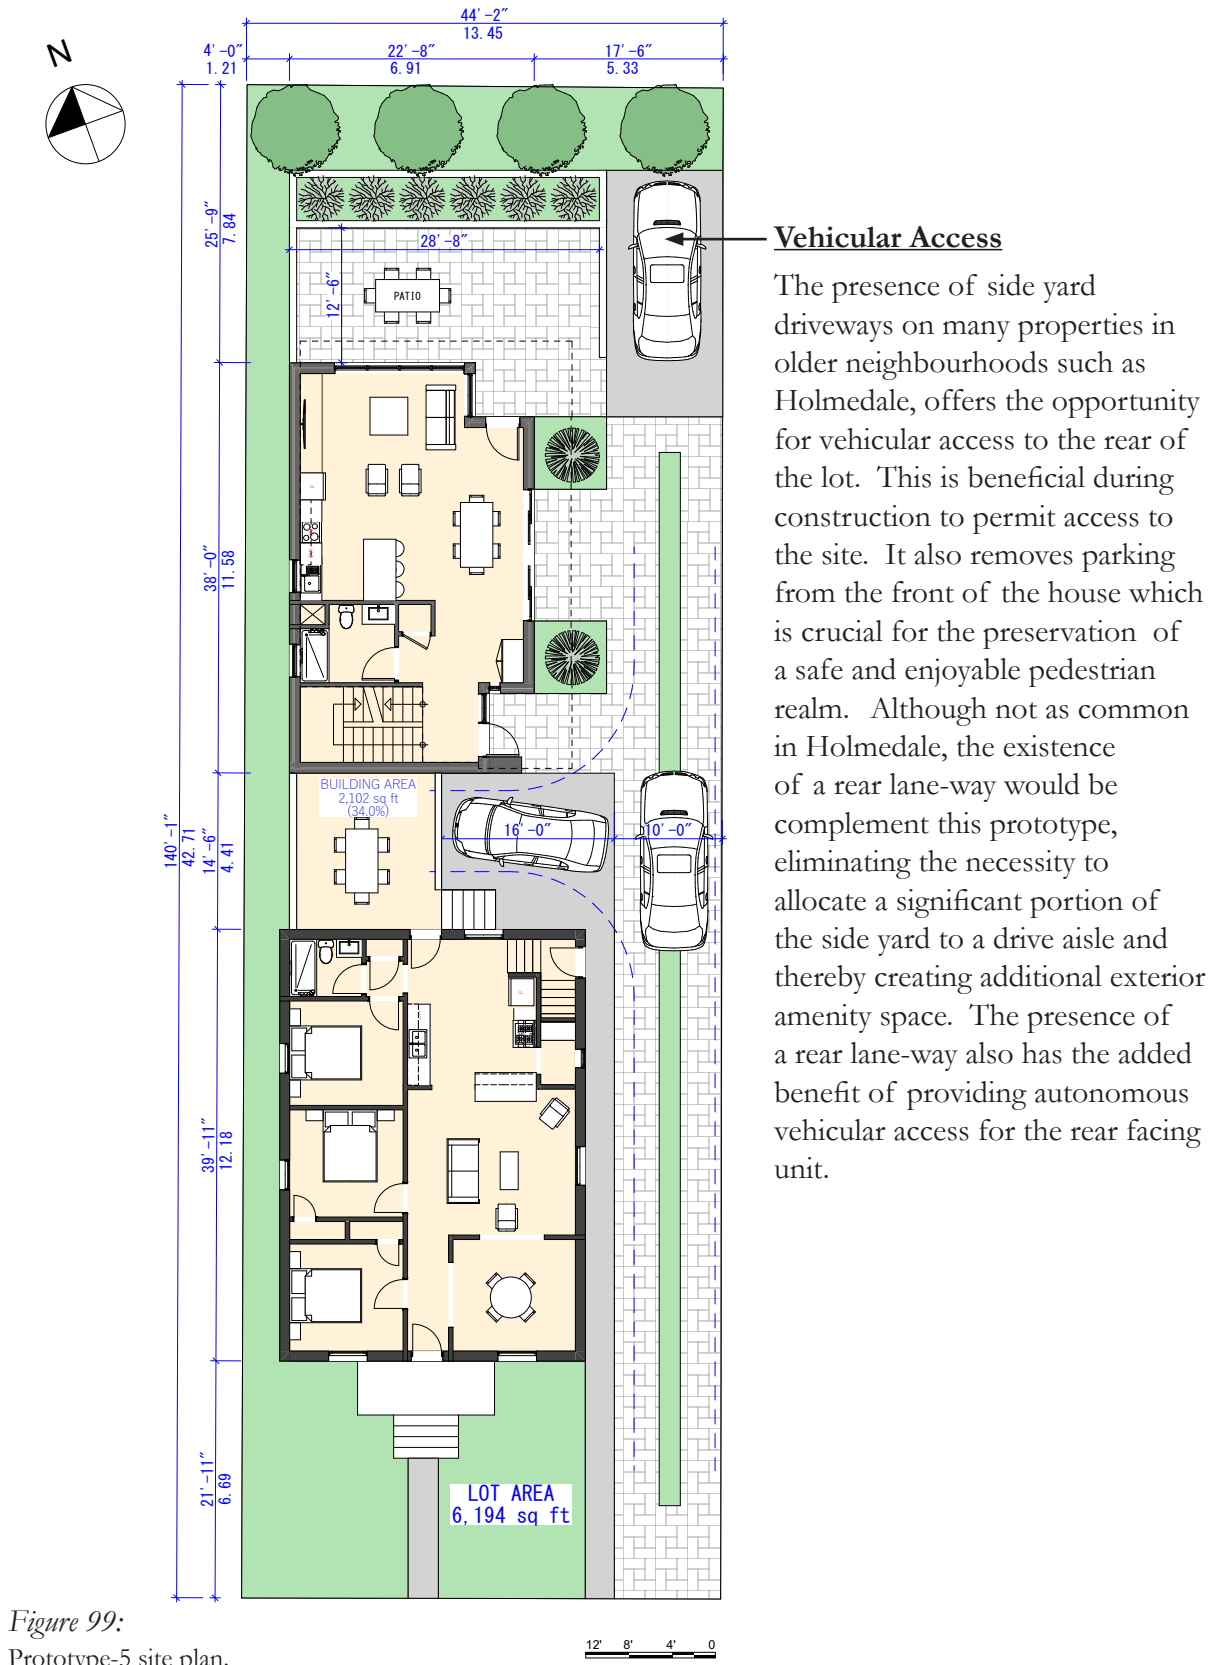 44'-2"
13.45
4'-0"
1.21
22'-8"
6.91
17'-6"
5.33
N
25'-9"
7.84
28'-8"
12'-6"
PATIO
Vehicular Access
The presence of side yard
driveways on many properties in
older neighbourhoods such as
Holmedale, offers the opportunity
for vehicular access to the rear of
the lot. This is beneficial during
construction to permit access to
the site. It also removes parking
from the front of the house which
is crucial for the preservation of
a safe and enjoyable pedestrian
realm. Although not as common
in Holmedale, the existence
of a rear lane-way would be
complement this prototype,
eliminating the necessity to
allocate a significant portion of
the side yard to a drive aisle and
thereby creating additional exterior
amenity space. The presence of
a rear lane-way also has the added
benefit of providing autonomous
vehicular access for the rear facing
unit.
38'-0"
11.58
BUILDING AREA
2,102 sq ft
(34.0%)
140'-1"
42.71
14'-6"
4.41
16'-0"
10'-0"
39'-11"
12.18
21'-11"
6.69
LOT AREA
6,194 sq ft
Figure 99:
Prototype-5 site plan.
12' 8' 4' 0